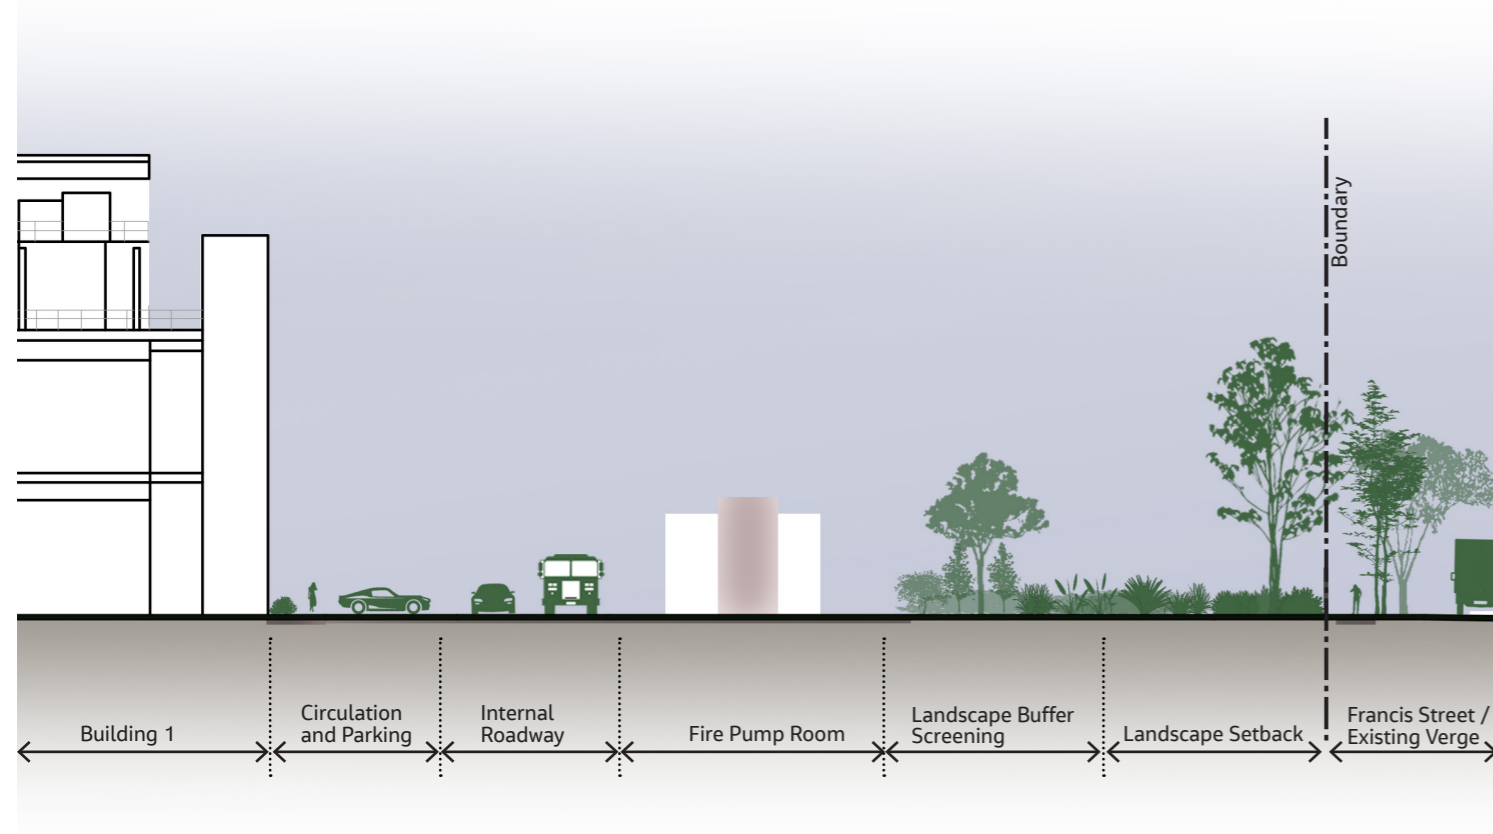 Boundary
Building 1
Circulation
and Parking
Internal
Roadway
Fire Pump Room
Landscape Buffer
Screening
Landscape Setback
Francis Street /
Existing Verge